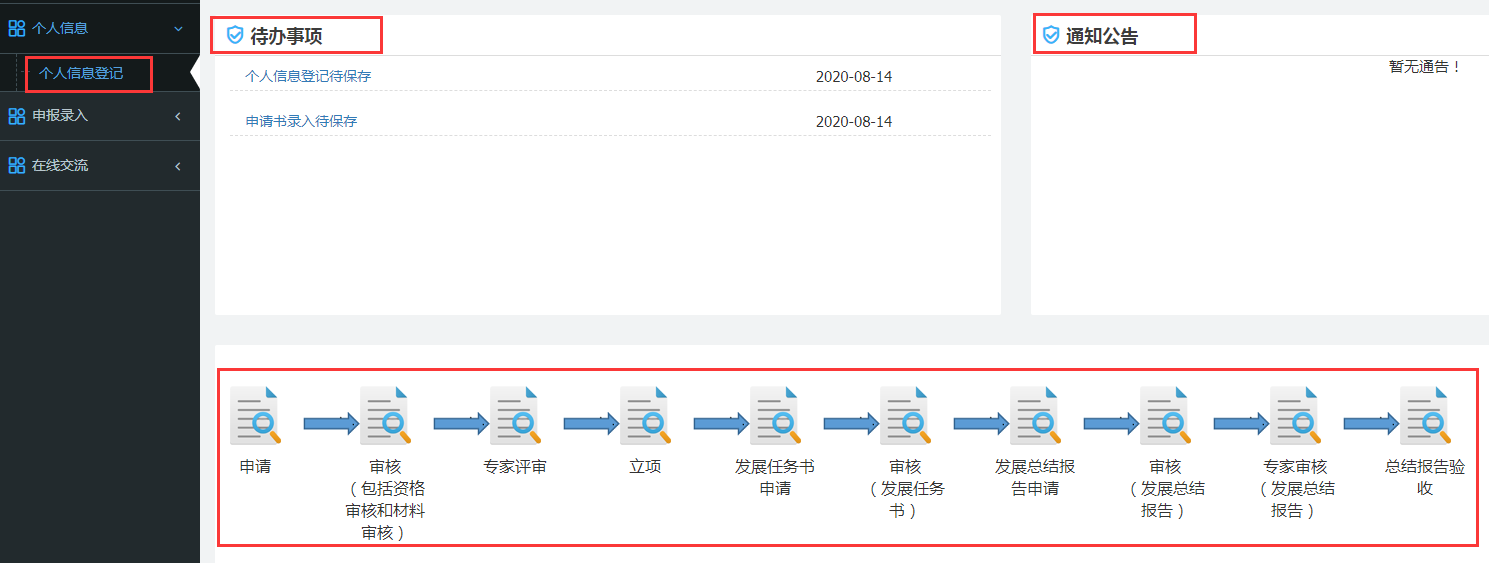 个人信息
个人信息登记
申报录入
在线交流
待办事项
个人信息登记待保存 2020-08-14
申请书录入待保存 2020-08-14
通知公告
暂无通告！
申请
审核
（包括资格
审核和材料
审核）
专家评审
立项
发展任务书
申请
审核
（发展任务
书）
发展总结报
告申请
审核
（发展总结
报告）
专家审核
（发展总结
报告）
总结报告验
收